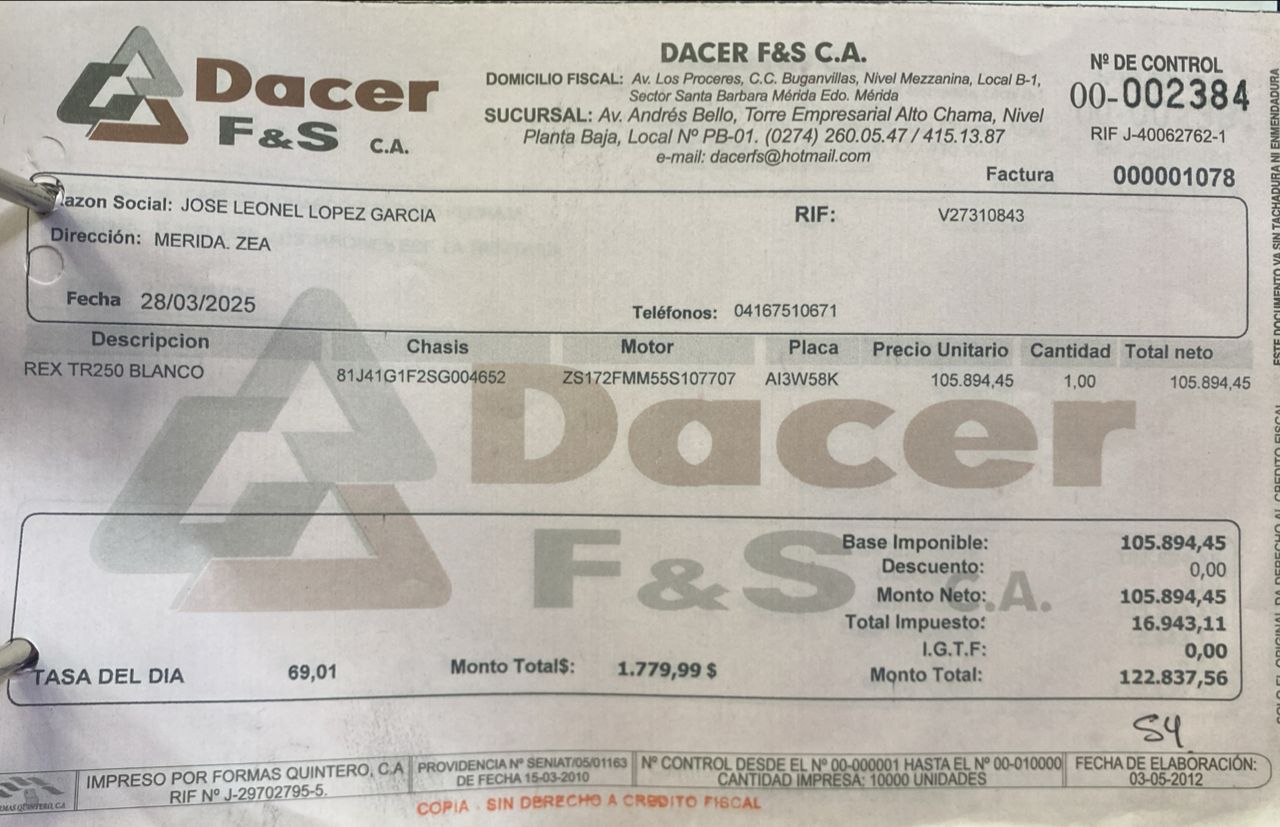 Dacer
F&S C.A.
DACER F&S C.A.
DOMICILIO FISCAL: Av. Los Proceres, C.C. Buganvillas, Nivel Mezzanina, Local B-1,
Sector Santa Barbara Mérida Edo. Mérida
SUCURSAL: Av. Andrés Bello, Torre Empresarial Alto Chama, Nivel
Planta Baja, Local Nº PB-01. (0274) 260.05.47 / 415.13.87
e-mail: dacerfs@hotmail.com
Nº DE CONTROL
00-002384
RIF J-40062762-1
Factura 000001078
azon Social: JOSE LEONEL LOPEZ GARCIA RIF: V27310843
Dirección: MERIDA. ZEA
Fecha 28/03/2025 Teléfonos: 04167510671
Descripcion Chasis Motor Placa Precio Unitario Cantidad Total neto
REX TR250 BLANCO 81J41G1F2SG004652 ZS172FMM55S107707 AI3W58K 105.894,45 1,00 105.894,45
Dacer
F&S C.A.
Base Imponible: 105.894,45
Descuento: 0,00
Monto Neto: 105.894,45
Total Impuesto: 16.943,11
I.G.T.F: 0,00
TASA DEL DIA 69,01 Monto Total$: 1.779,99 $ Monto Total: 122.837,56
S4
IMPRESO POR FORMAS QUINTERO, C.A
RIF Nº J-29702795-5.
PROVIDENCIA Nº SENIAT/05/01163
DE FECHA 15-03-2010
Nº CONTROL DESDE EL Nº 00-000001 HASTA EL Nº 00-010000
CANTIDAD IMPRESA: 10000 UNIDADES
FECHA DE ELABORACIÓN:
03-05-2012
COPIA - SIN DERECHO A CREDITO FISCAL
ESTE DOCUMENTO VA SIN TACHADURA NI ENMENDADURA